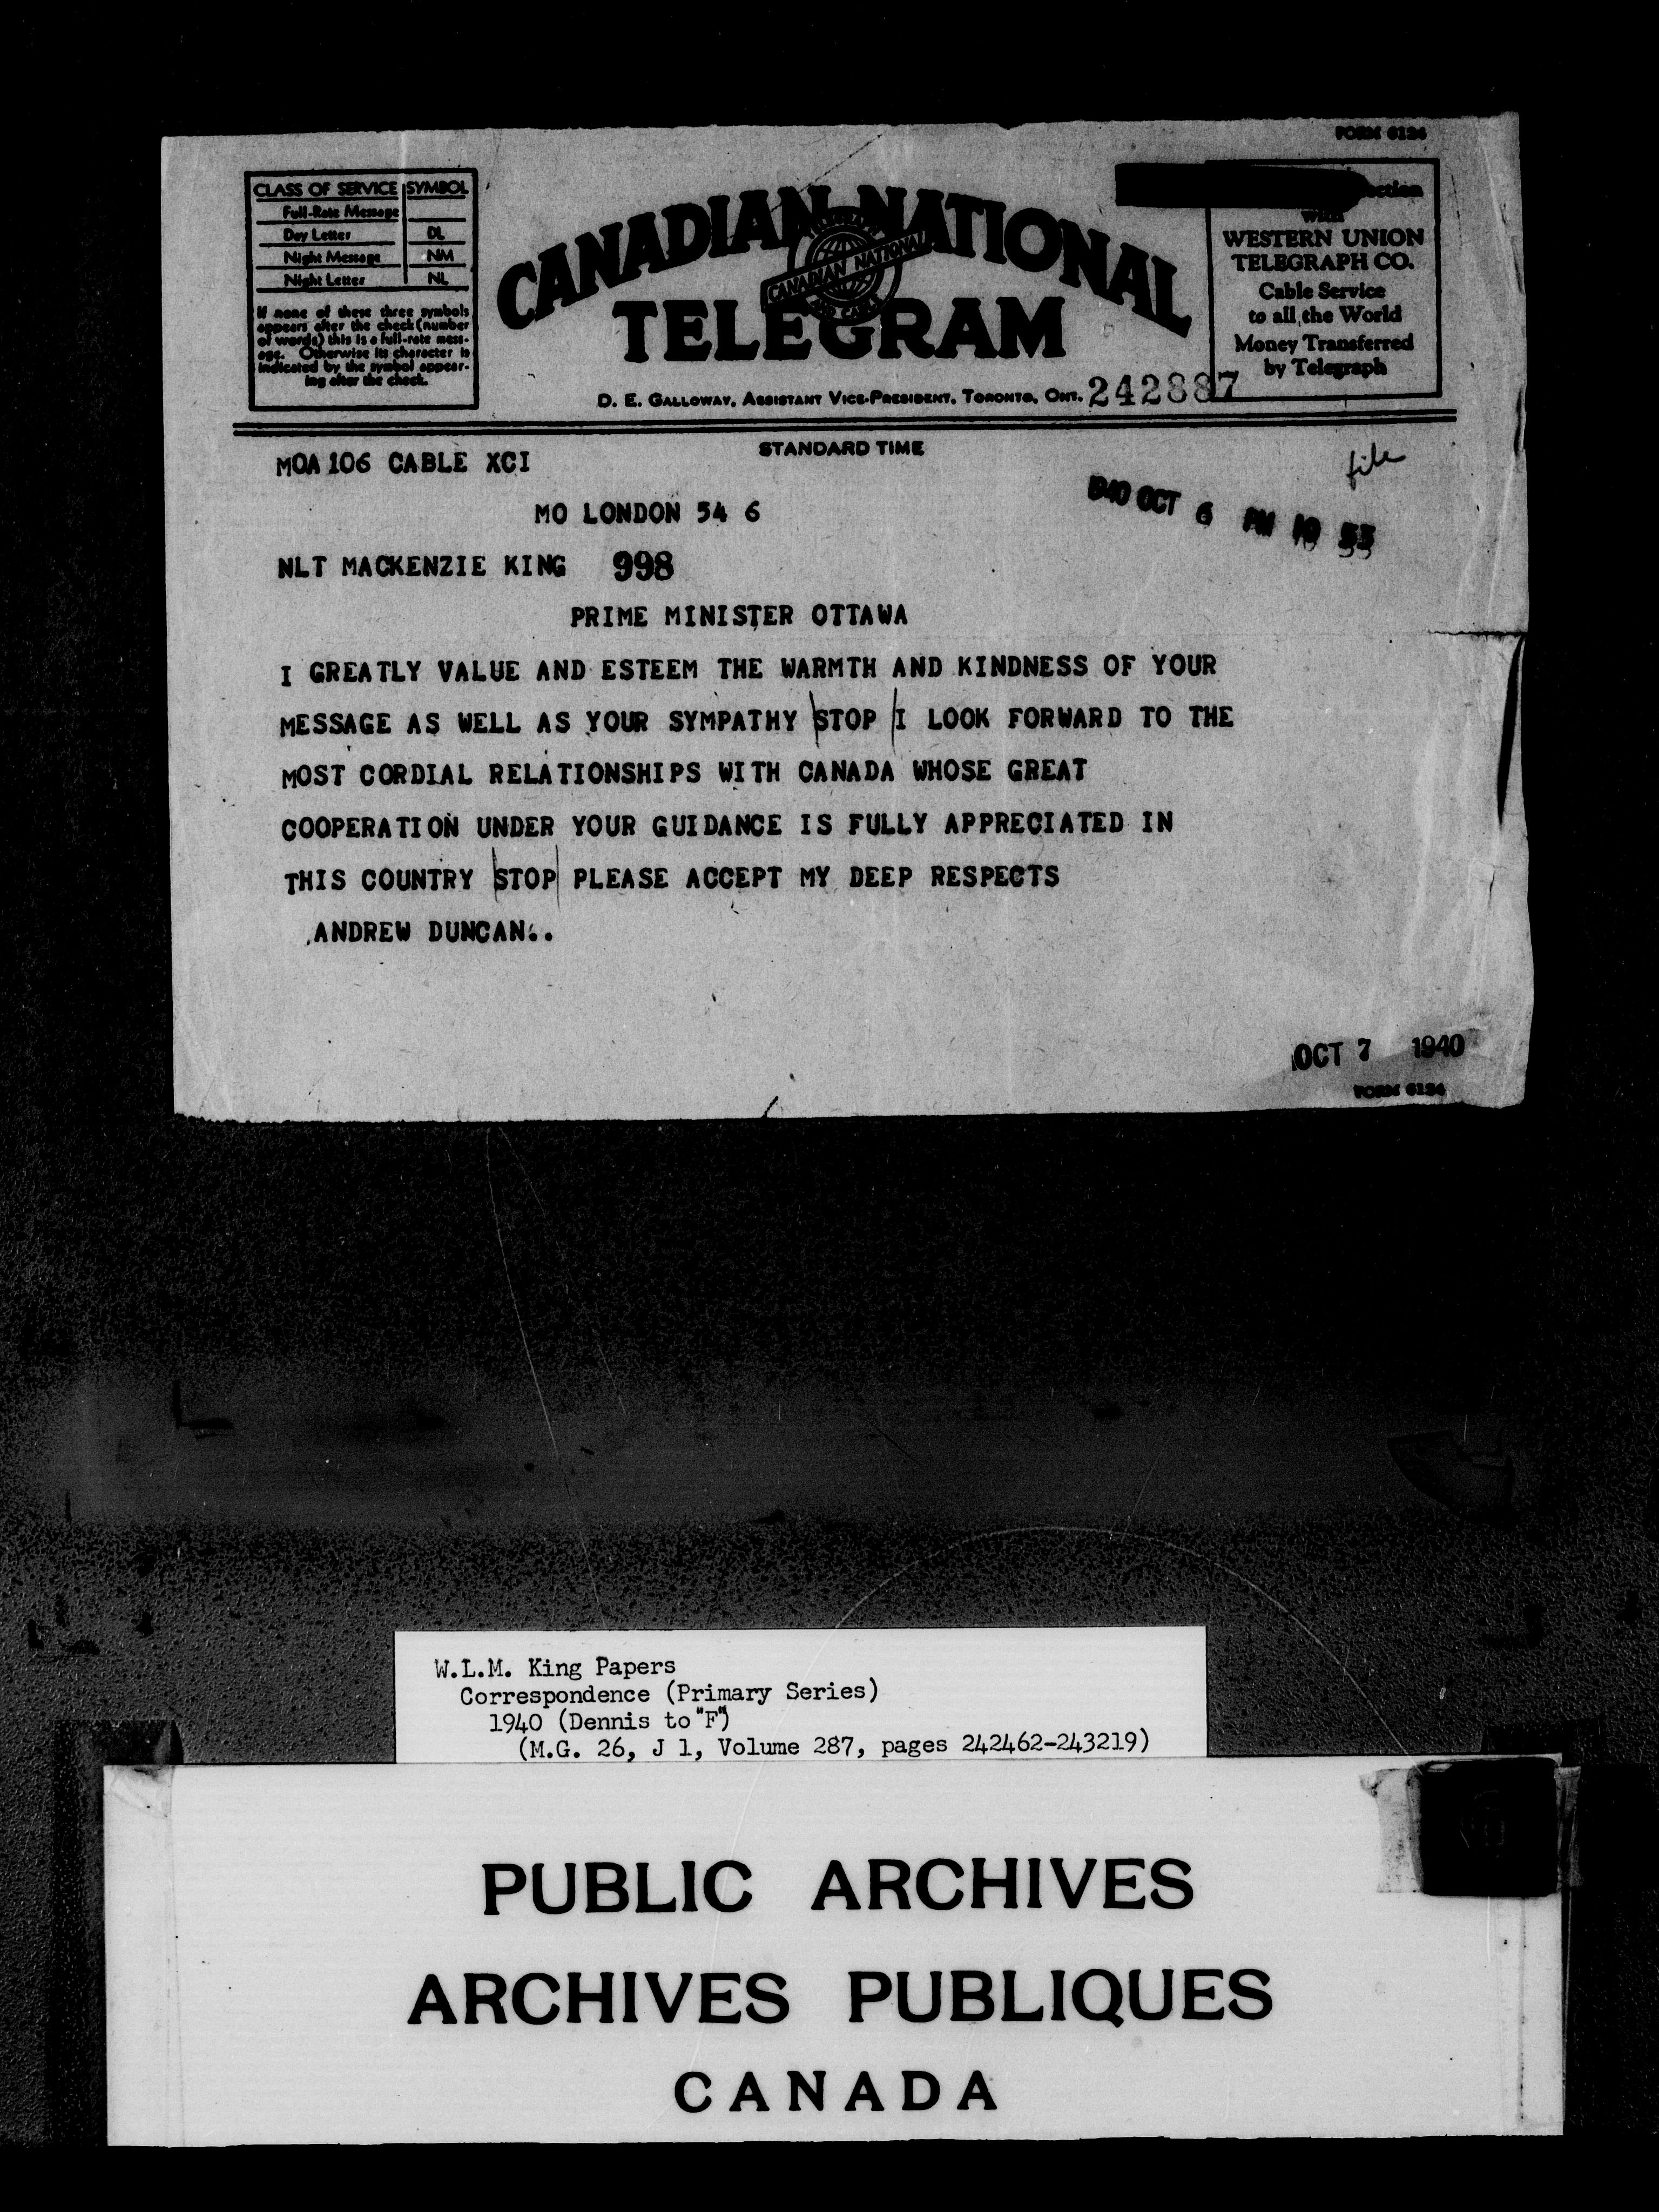 FORM 6124
CLASS OF SERVICE SYMBOL
Full-Rate Message
Day Letter DL
Night Message NM
Night Letter NL
If none of these three symbols
appears after the check (number
of words) this is a full-rate mess-
age. Otherwise its character is
indicated by the symbol appear-
ing after the check.
CANADIAN NATIONAL
CANADIAN NATIONAL
TELEGRAM
D. E. GALLOWAY, ASSISTANT VICE-PRESIDENT, TORONTO, ONT. 242887
with
WESTERN UNION
TELEGRAPH CO.
Cable Service
to all the World
Money Transferred
by Telegraph
STANDARD TIME
file
MOA 106 CABLE XCI
1940 OCT 6 PM 10 53
MO LONDON 54 6
NLT MACKENZIE KING 998
PRIME MINISTER OTTAWA
I GREATLY VALUE AND ESTEEM THE WARMTH AND KINDNESS OF YOUR
MESSAGE AS WELL AS YOUR SYMPATHY STOP I LOOK FORWARD TO THE
MOST CORDIAL RELATIONSHIPS WITH CANADA WHOSE GREAT
COOPERATION UNDER YOUR GUIDANCE IS FULLY APPRECIATED IN
THIS COUNTRY STOP PLEASE ACCEPT MY DEEP RESPECTS
ANDREW DUNCAN..
OCT 7 1940
FORM 6124
W.L.M. King Papers
Correspondence (Primary Series)
1940 (Dennis to "F")
(M.G. 26, J 1, Volume 287, pages 242462-243219)
PUBLIC ARCHIVES
ARCHIVES PUBLIQUES
CANADA